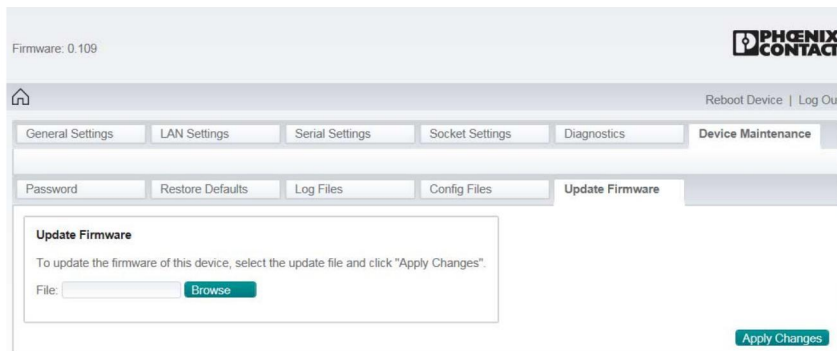 Firmware: 0.109
PHŒNIX
CONTACT
Reboot Device | Log Ou
General Settings LAN Settings Serial Settings Socket Settings Diagnostics Device Maintenance
Password Restore Defaults Log Files Config Files Update Firmware
Update Firmware
To update the firmware of this device, select the update file and click "Apply Changes".
File: Browse
Apply Changes